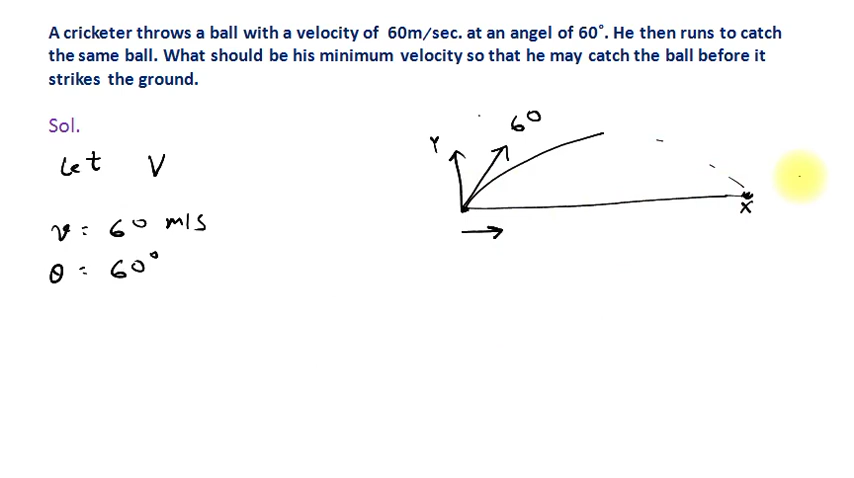 A cricketer throws a ball with a velocity of 60m/sec. at an angel of 60°. He then runs to catch
the same ball. What should be his minimum velocity so that he may catch the ball before it
strikes the ground.
Sol.
Let V
v = 60 m/s
θ = 60°
Y
60
X